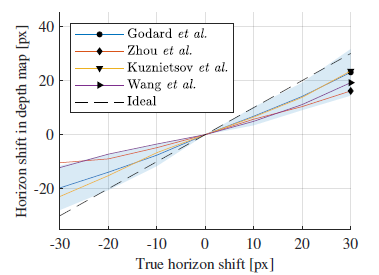 Horizon shift in depth map [px]
40
20
0
-20
Godard et al.
Zhou et al.
Kuznietsov et al.
Wang et al.
Ideal
-30 -20 -10 0 10 20 30
True horizon shift [px]